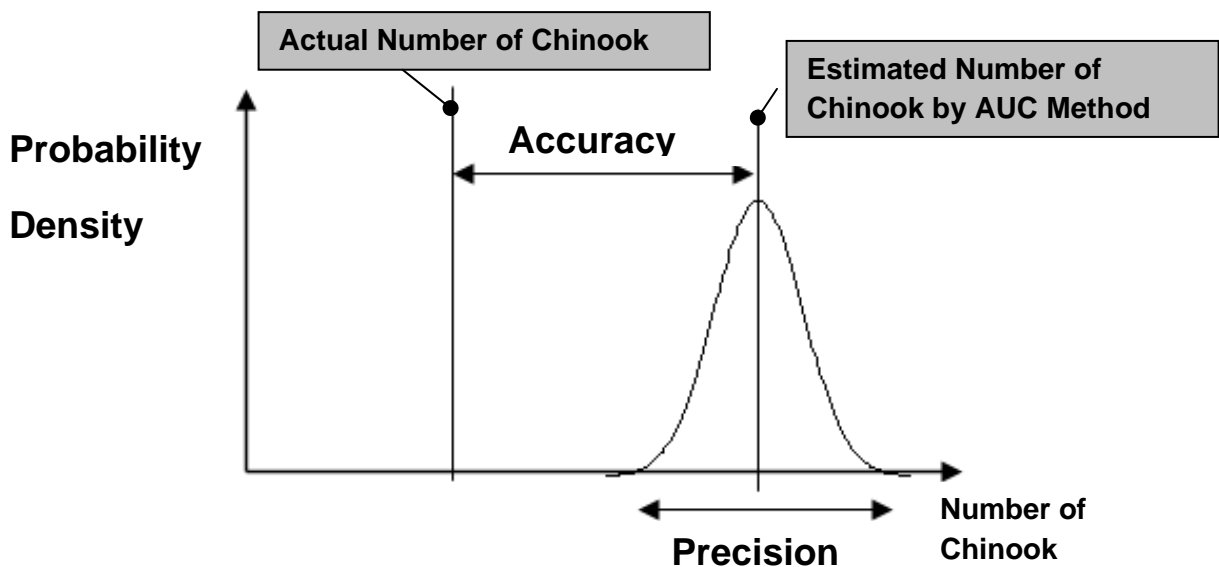 Actual Number of Chinook
Estimated Number of
Chinook by AUC Method
Probability
Density
Accuracy
Precision
Number of
Chinook